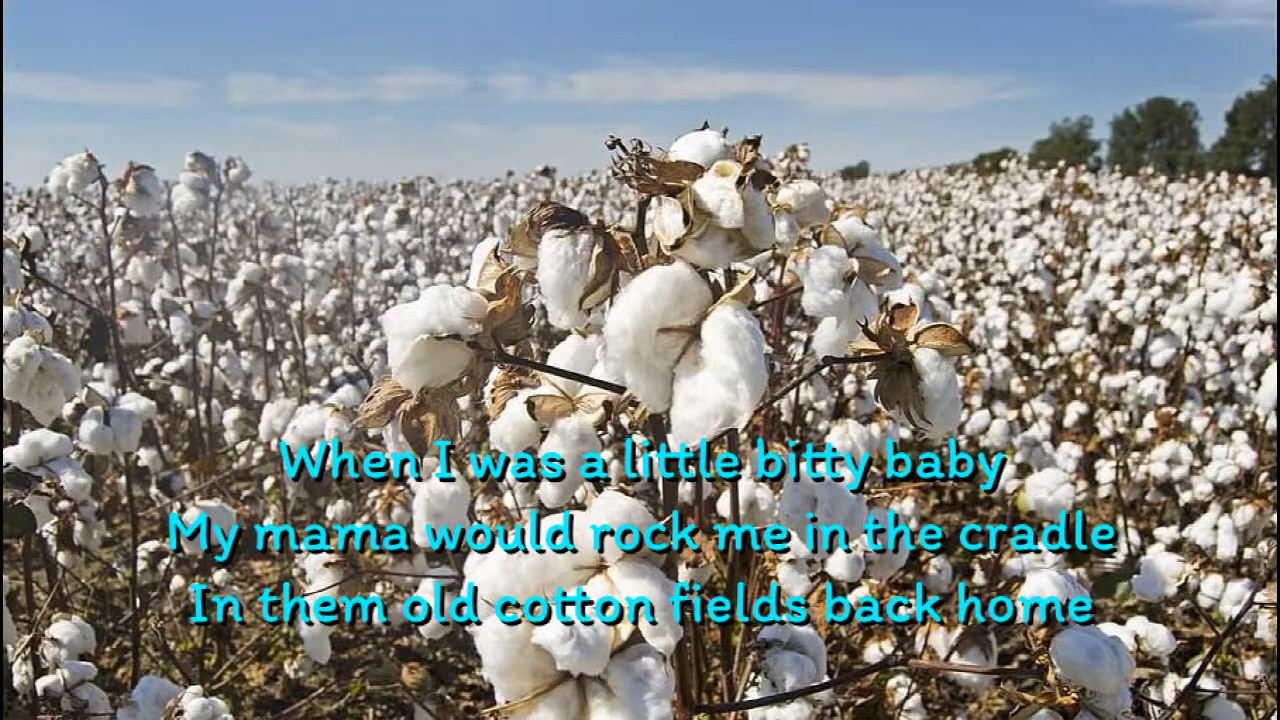 When I was a little bitty baby
My mama would rock me in the cradle
In them old cotton fields back home